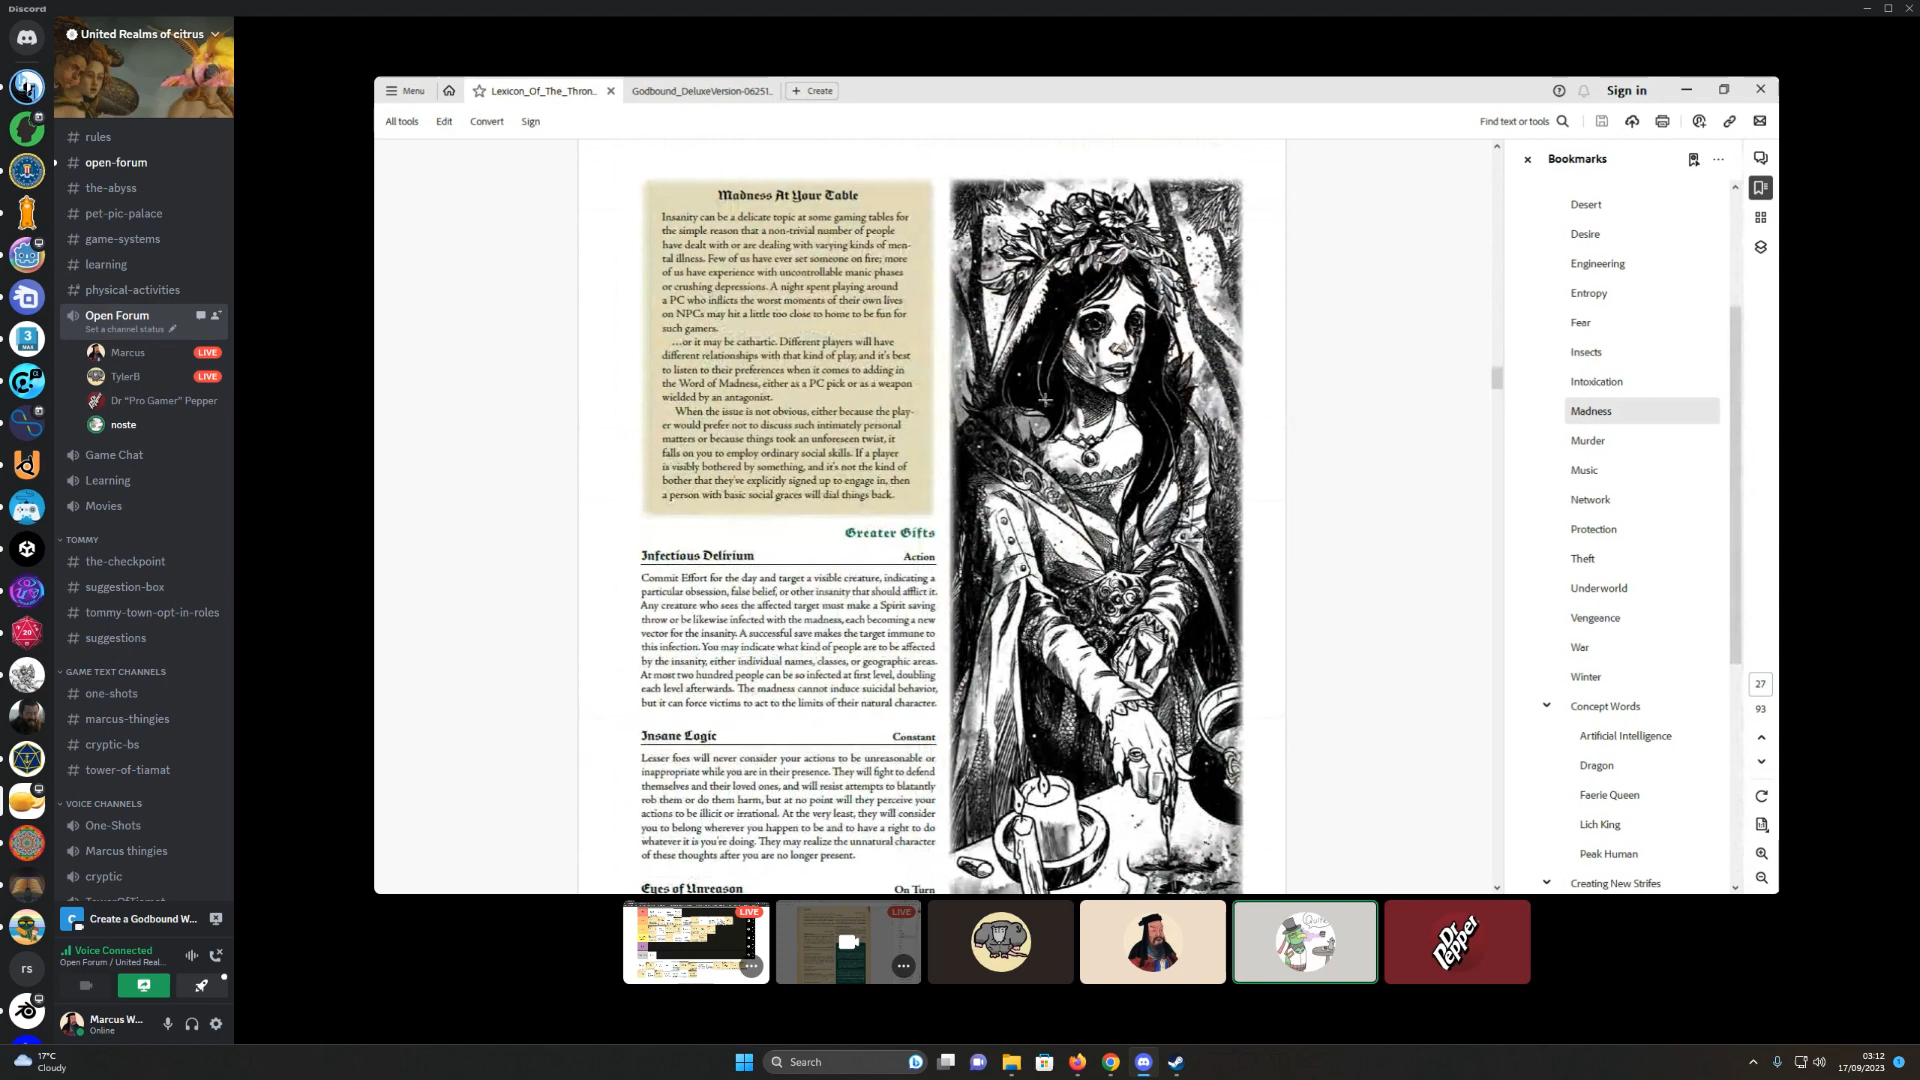 Discord
United Realms of citrus
rules
open-forum
the-abyss
pet-pic-palace
game-systems
learning
physical-activities
Open Forum
Set a channel status
Marcus LIVE
TylerB LIVE
Dr "Pro Gamer" Pepper
noste
Game Chat
Learning
Movies
TOMMY
the-checkpoint
suggestion-box
tommy-town-opt-in-roles
suggestions
GAME TEXT CHANNELS
one-shots
marcus-thingies
cryptic-bs
tower-of-tiamat
VOICE CHANNELS
One-Shots
Marcus thingies
cryptic
Create a Godbound W...
Voice Connected
Open Forum / United Real...
Marcus W...
Online
rs
Menu
Lexicon_Of_The_Thron...
Godbound_DeluxeVersion-06251...
+ Create
Sign in
All tools Edit Convert Sign
Find text or tools
Madness At Your Table
Insanity can be a delicate topic at some gaming tables for
the simple reason that a non-trivial number of people
have dealt with or are dealing with varying kinds of men-
tal illness. Few of us have ever set someone on fire; more
of us have experience with uncontrollable manic phases
or crushing depressions. A night spent playing around
a PC who inflicts the worst moments of their own lives
on NPCs may hit a little too close to home to be fun for
such gamers.
...or it may be cathartic. Different players will have
different relationships with that kind of play, and it's best
to listen to their preferences when it comes to adding in
the Word of Madness, either as a PC pick or as a weapon
wielded by an antagonist.
When the issue is not obvious, either because the play-
er would prefer not to discuss such intimately personal
matters or because things took an unforeseen twist, it
falls on you to employ ordinary social skills. If a player
is visibly bothered by something, and it's not the kind of
bother that they've explicitly signed up to engage in, then
a person with basic social graces will dial things back.
Greater Gifts
Infectious Delirium Action
Commit Effort for the day and target a visible creature, indicating a
particular obsession, false belief, or other insanity that should afflict it.
Any creature who sees the affected target must make a Spirit saving
throw or be likewise infected with the madness, each becoming a new
vector for the insanity. A successful save makes the target immune to
this infection. You may indicate what kind of people are to be affected
by the insanity, either individual names, classes, or geographic areas.
At most two hundred people can be so infected at first level, doubling
each level afterwards. The madness cannot induce suicidal behavior,
but it can force victims to act to the limits of their natural character.
Insane Logic Constant
Lesser foes will never consider your actions to be unreasonable or
inappropriate while you are in their presence. They will fight to defend
themselves and their loved ones, and will resist attempts to blatantly
rob them or do them harm, but at no point will they perceive your
actions to be illicit or irrational. At the very least, they will consider
you to belong wherever you happen to be and to have a right to do
whatever it is you're doing. They may realize the unnatural character
of these thoughts after you are no longer present.
Eyes of Unreason On Turn
Bookmarks
Desert
Desire
Engineering
Entropy
Fear
Insects
Intoxication
Madness
Murder
Music
Network
Protection
Theft
Underworld
Vengeance
War
Winter
Concept Words
Artificial Intelligence
Dragon
Faerie Queen
Lich King
Peak Human
Creating New Strifes
27
93
LIVE
LIVE
Dr Pepper
17°C
Cloudy
Search
03:12
17/09/2023